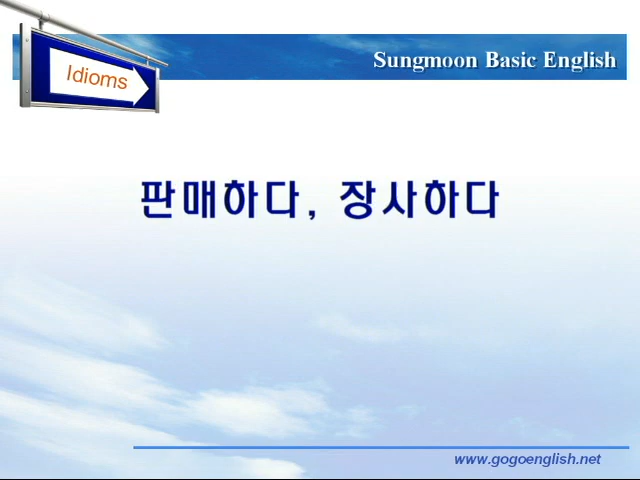 Idioms
Sungmoon Basic English
판매하다, 장사하다
www.gogoenglish.net